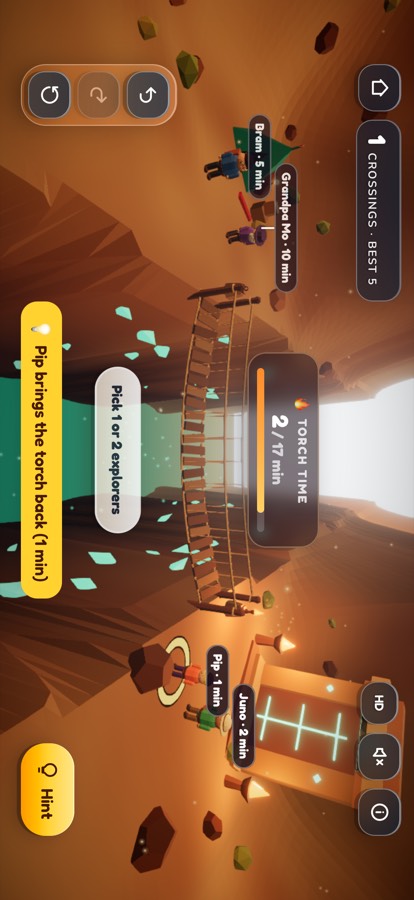 1 CROSSINGS · BEST 5
HD
🔥 TORCH TIME
2 / 17 min
Grandpa Mo · 10 min
Bram · 5 min
Juno · 2 min
Pip · 1 min
Pick 1 or 2 explorers
💡 Pip brings the torch back (1 min)
Hint